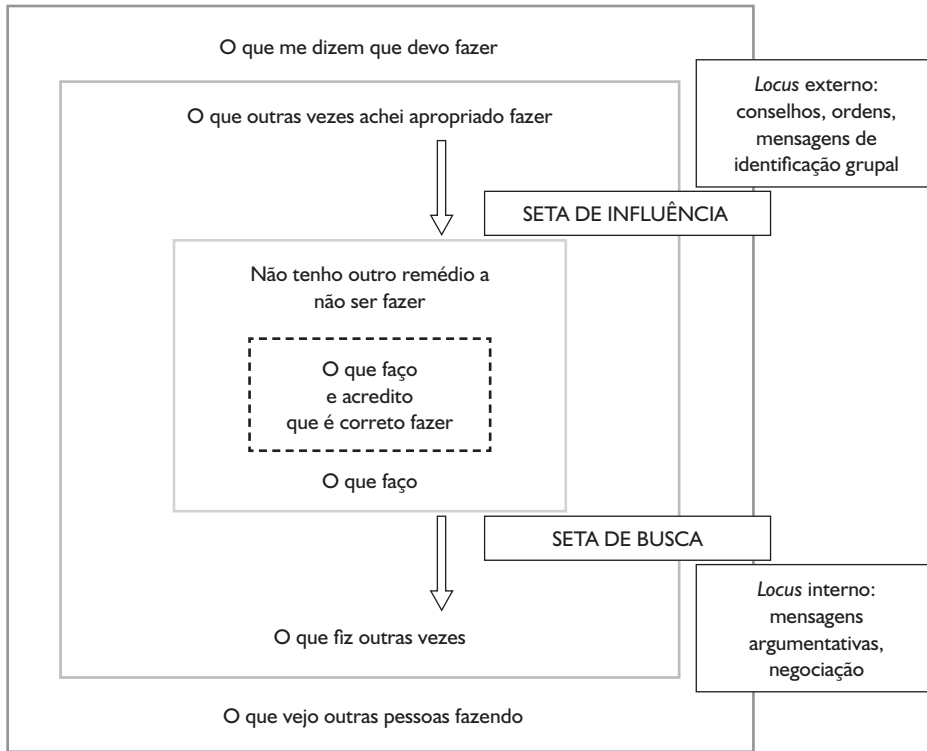 O que me dizem que devo fazer
Locus externo:
conselhos, ordens,
mensagens de
identificação grupal
O que outras vezes achei apropriado fazer
SETA DE INFLUÊNCIA
Não tenho outro remédio a
não ser fazer
O que faço
e acredito
que é correto fazer
O que faço
SETA DE BUSCA
Locus interno:
mensagens
argumentativas,
negociação
O que fiz outras vezes
O que vejo outras pessoas fazendo